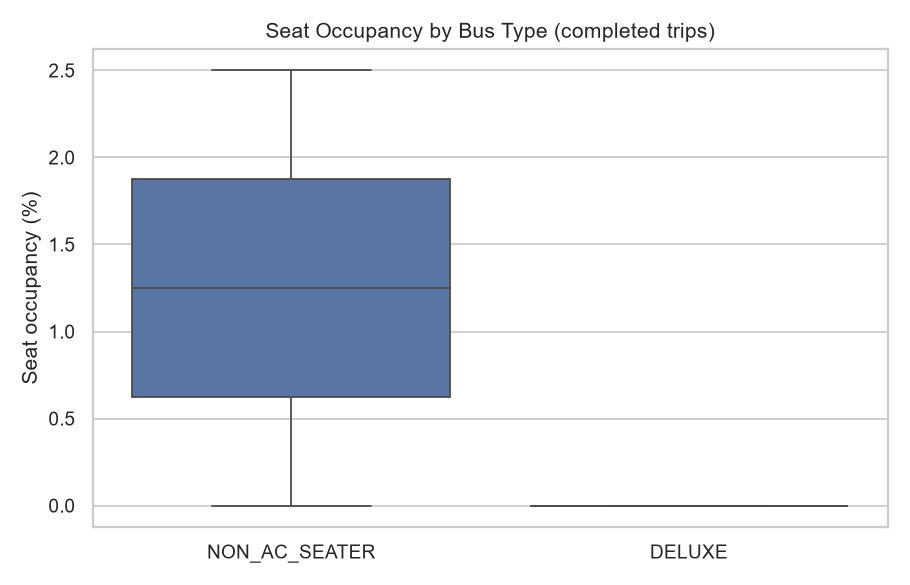 Seat Occupancy by Bus Type (completed trips)
Seat occupancy (%)
2.5
2.0
1.5
1.0
0.5
0.0
NON_AC_SEATER
DELUXE